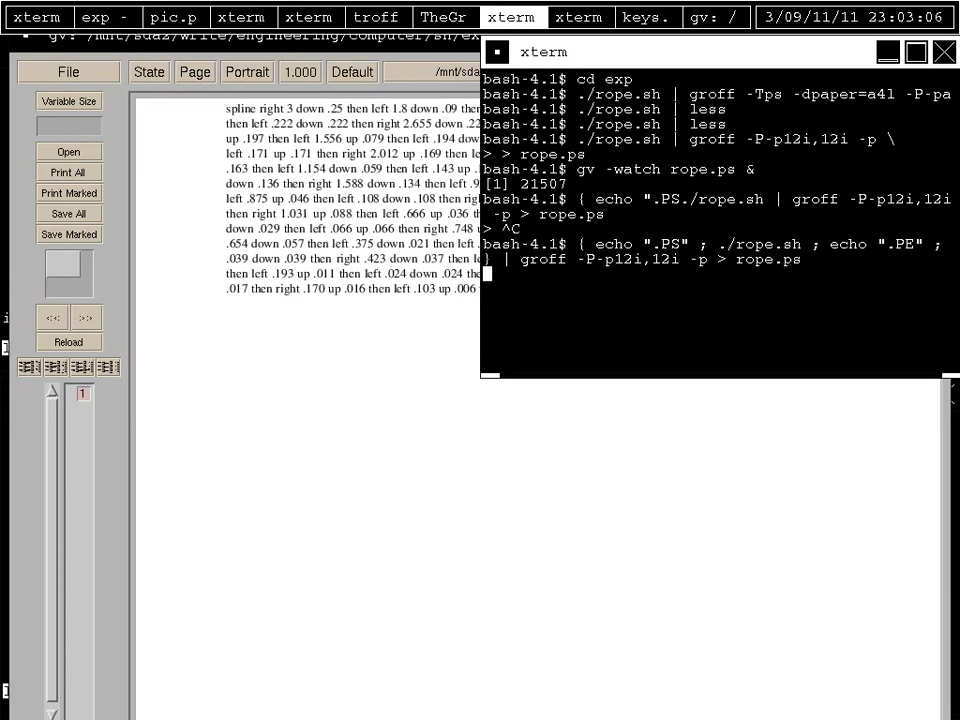 xterm exp - pic.p xterm xterm troff TheGr xterm xterm keys. gv: / 3/09/11/11 23:03:06
gv: /mnt/sda2/write/engineering/computer/sh/ex
File State Page Portrait 1.000 Default /mnt/sda
Variable Size
Open
Print All
Print Marked
Save All
Save Marked
<< >>
Reload
1
spline right 3 down .25 then left 1.8 down .09 then
then left .222 down .222 then right 2.655 down .22
up .197 then left 1.556 up .079 then left .194 dow
left .171 up .171 then right 2.012 up .169 then le
.163 then left 1.154 down .059 then left .143 up .
down .136 then right 1.588 down .134 then left .9
left .875 up .046 then left .108 down .108 then rig
then right 1.031 up .088 then left .666 up .036 th
down .029 then left .066 up .066 then right .748 u
.654 down .057 then left .375 down .021 then left .
.039 down .039 then right .423 down .037 then le
then left .193 up .011 then left .024 down .024 the
.017 then right .170 up .016 then left .103 up .006
xterm
bash-4.1$ cd exp
bash-4.1$ ./rope.sh | groff -Tps -dpaper=a4l -P-pa
bash-4.1$ ./rope.sh | less
bash-4.1$ ./rope.sh | less
bash-4.1$ ./rope.sh | groff -P-p12i,12i -p \
> > rope.ps
bash-4.1$ gv -watch rope.ps &
[1] 21507
bash-4.1$ { echo ".PS./rope.sh | groff -P-p12i,12i
-p > rope.ps
> ^C
bash-4.1$ { echo ".PS" ; ./rope.sh ; echo ".PE" ;
} | groff -P-p12i,12i -p > rope.ps